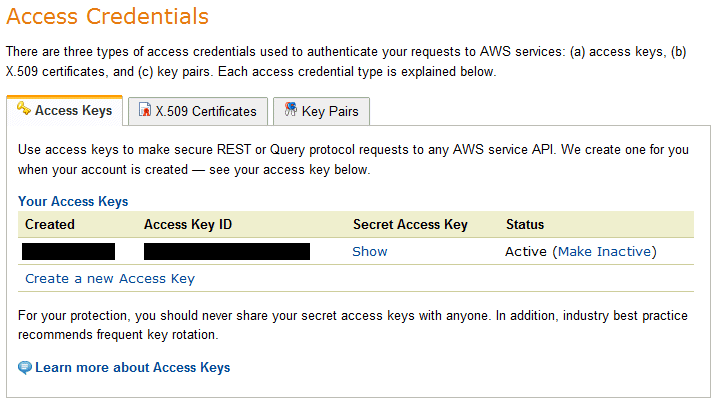 Access Credentials
There are three types of access credentials used to authenticate your requests to AWS services: (a) access keys, (b)
X.509 certificates, and (c) key pairs. Each access credential type is explained below.
Access Keys X.509 Certificates Key Pairs
Use access keys to make secure REST or Query protocol requests to any AWS service API. We create one for you
when your account is created — see your access key below.
Your Access Keys
Created Access Key ID Secret Access Key Status
Show Active (Make Inactive)
Create a new Access Key
For your protection, you should never share your secret access keys with anyone. In addition, industry best practice
recommends frequent key rotation.
Learn more about Access Keys